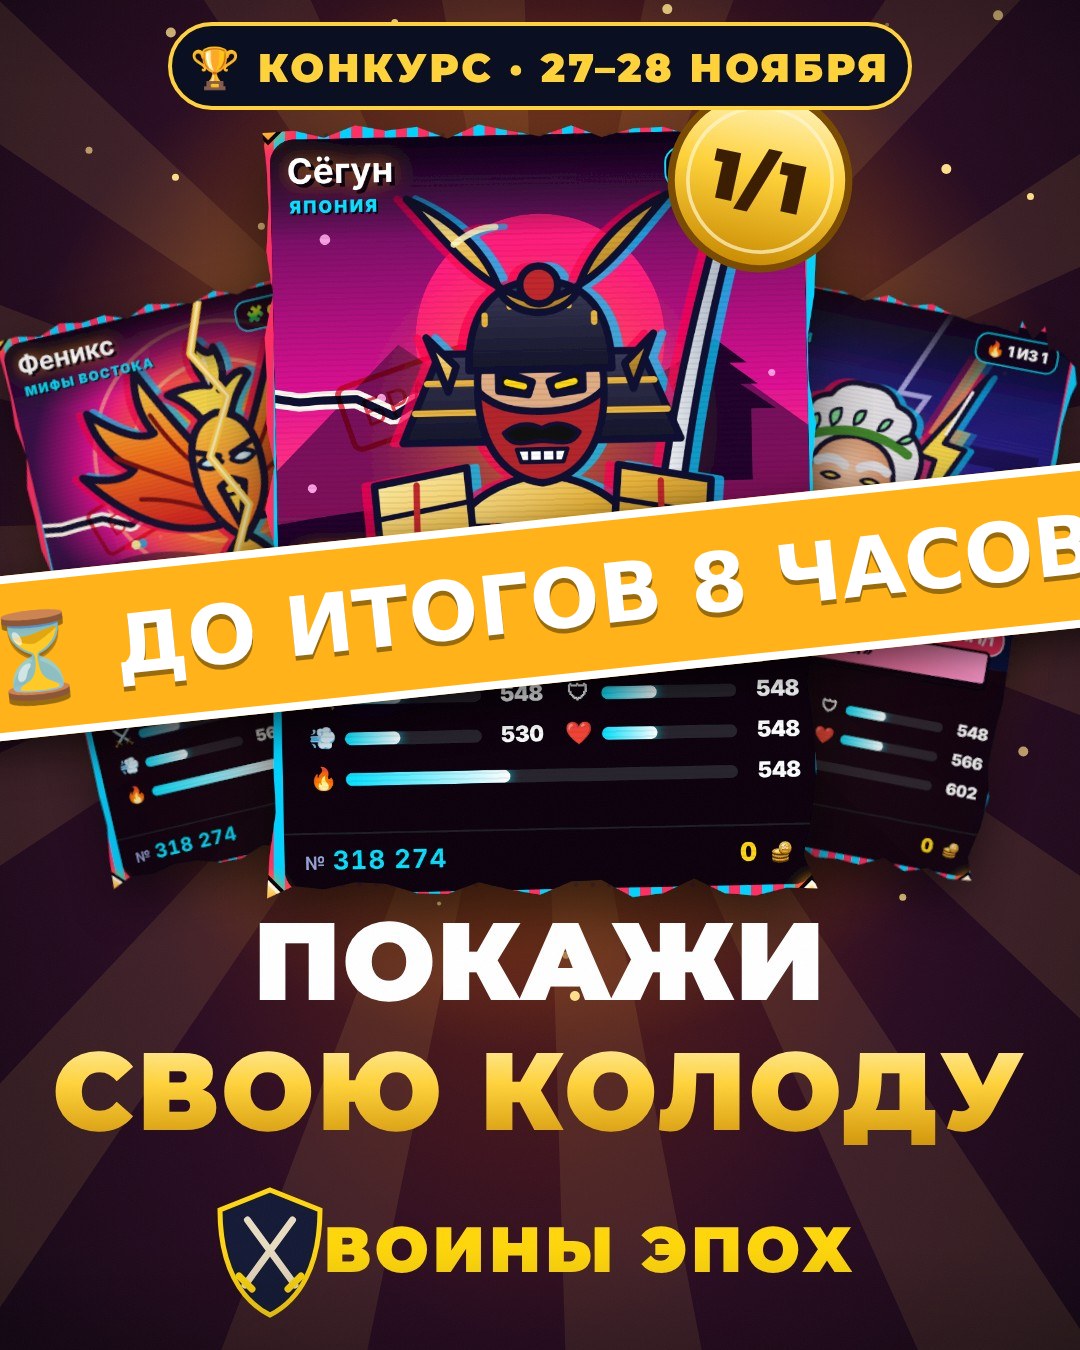 🏆 КОНКУРС • 27–28 НОЯБРЯ
1/1
Сёгун
ЯПОНИЯ
Феникс
МИФЫ ВОСТОКА
🔥 1 ИЗ 1
⏳ ДО ИТОГОВ 8 ЧАСОВ
548 548
530 548
548
№ 318 274
0
№ 318 274
548
566
602
0
ПОКАЖИ
СВОЮ КОЛОДУ
ВОИНЫ ЭПОХ